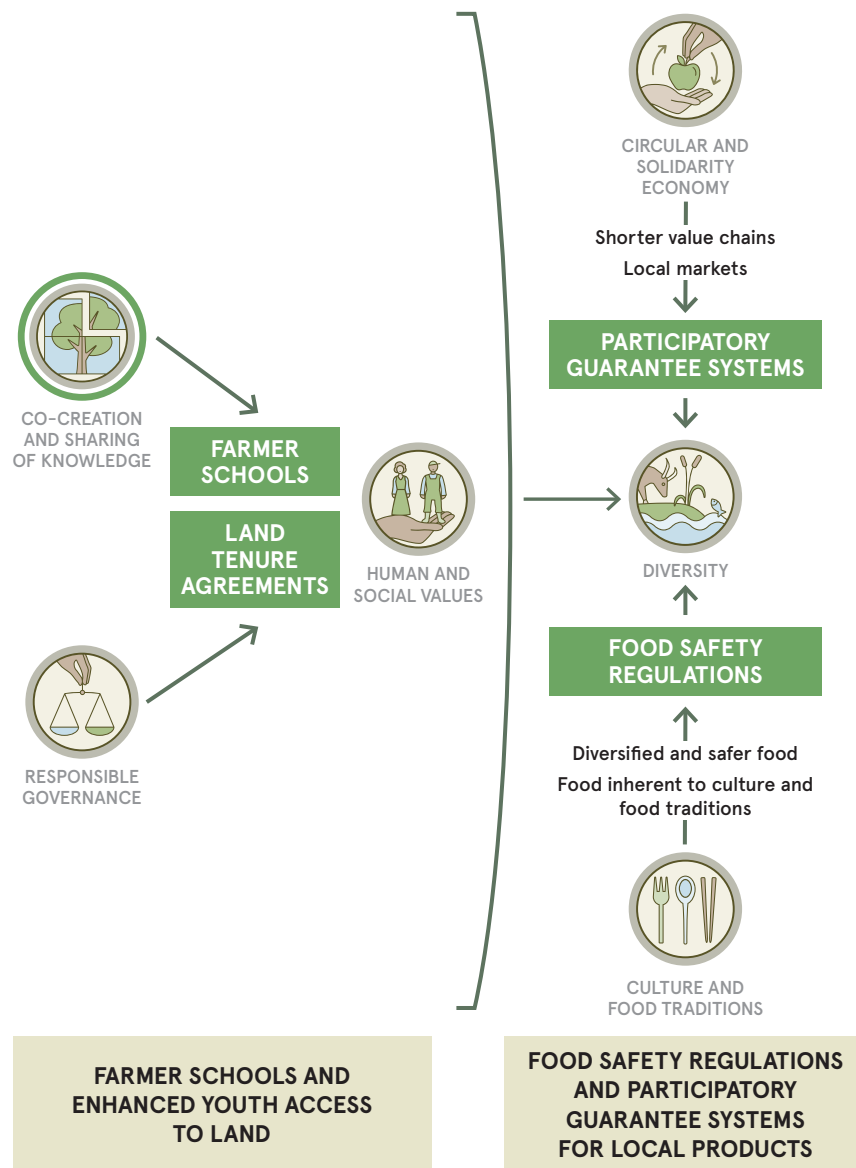 CO-CREATION
AND SHARING
OF KNOWLEDGE
FARMER
SCHOOLS
LAND
TENURE
AGREEMENTS
HUMAN AND
SOCIAL VALUES
RESPONSIBLE
GOVERNANCE
CIRCULAR AND
SOLIDARITY
ECONOMY
Shorter value chains
Local markets
PARTICIPATORY
GUARANTEE SYSTEMS
DIVERSITY
FOOD SAFETY
REGULATIONS
Diversified and safer food
Food inherent to culture and
food traditions
CULTURE AND
FOOD TRADITIONS
FARMER SCHOOLS AND
ENHANCED YOUTH ACCESS
TO LAND
FOOD SAFETY REGULATIONS
AND PARTICIPATORY
GUARANTEE SYSTEMS
FOR LOCAL PRODUCTS